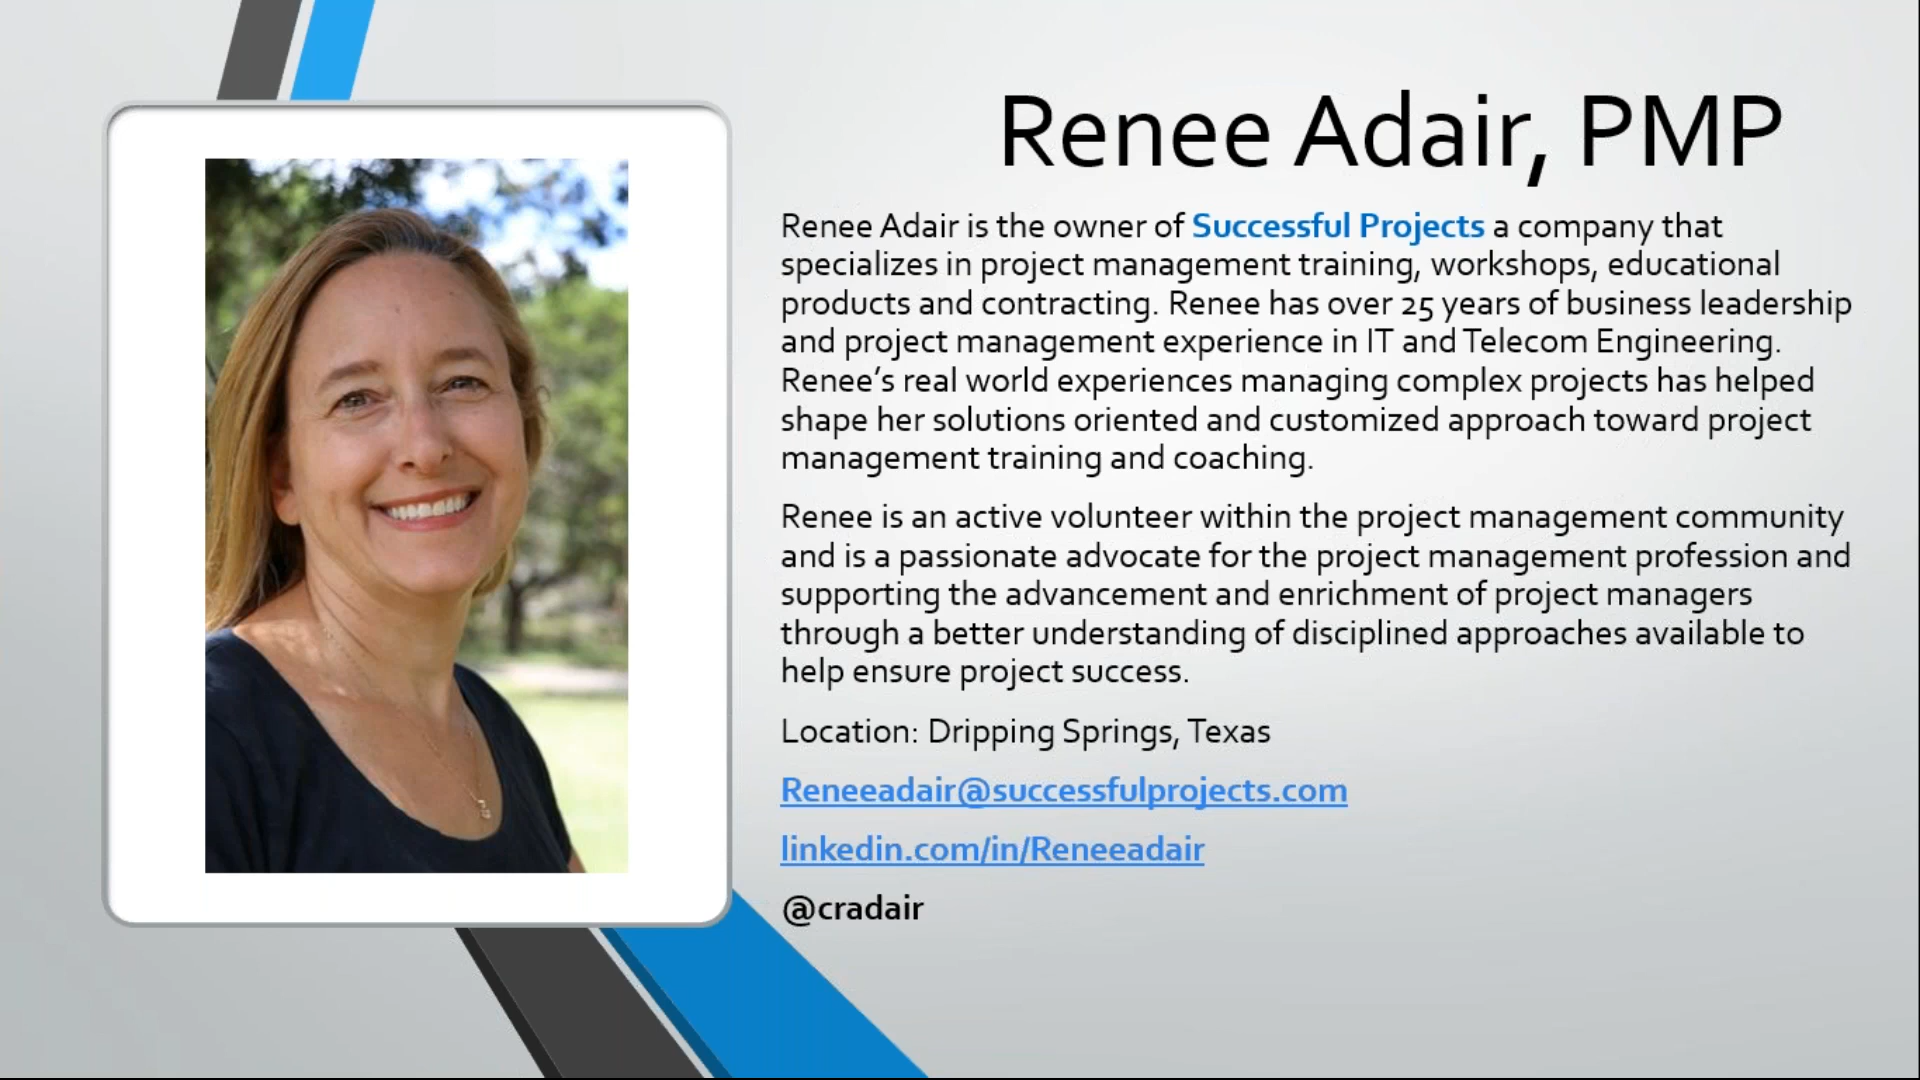 Renee Adair, PMP
Renee Adair is the owner of Successful Projects a company that
specializes in project management training, workshops, educational
products and contracting. Renee has over 25 years of business leadership
and project management experience in IT and Telecom Engineering.
Renee’s real world experiences managing complex projects has helped
shape her solutions oriented and customized approach toward project
management training and coaching.
Renee is an active volunteer within the project management community
and is a passionate advocate for the project management profession and
supporting the advancement and enrichment of project managers
through a better understanding of disciplined approaches available to
help ensure project success.
Location: Dripping Springs, Texas
Reneeadair@successfulprojects.com
linkedin.com/in/Reneeadair
@cradair